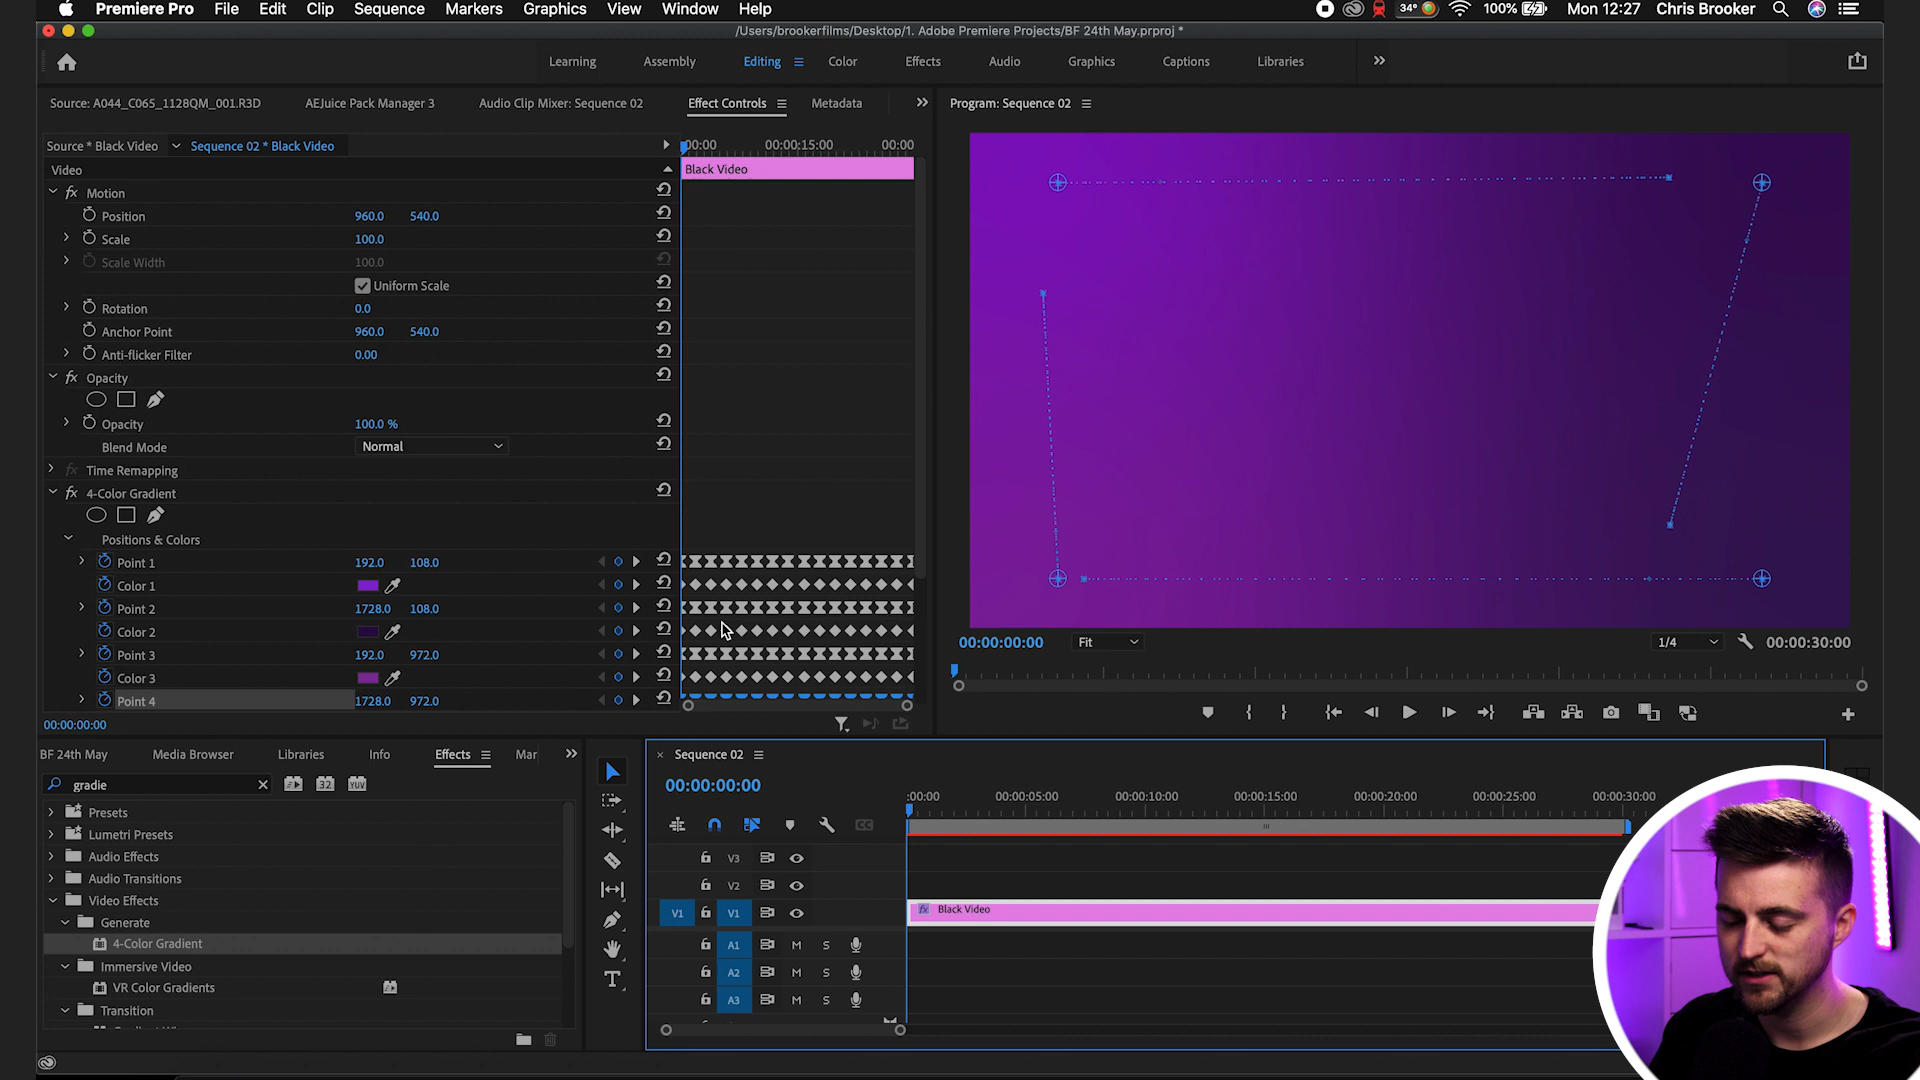 Premiere Pro File Edit Clip Sequence Markers Graphics View Window Help 34° 100% Mon 12:27 Chris Brooker
/Users/brookerfilms/Desktop/1. Adobe Premiere Projects/BF 24th May.prproj *
Learning Assembly Editing Color Effects Audio Graphics Captions Libraries
Source: A044_C065_1128QM_001.R3D AEJuice Pack Manager 3 Audio Clip Mixer: Sequence 02 Effect Controls Metadata
Program: Sequence 02
Source * Black Video Sequence 02 * Black Video
:00:00 00:00:15:00 00:00
Video
Black Video
Motion
Position 960.0 540.0
Scale 100.0
Scale Width 100.0
Uniform Scale
Rotation 0.0
Anchor Point 960.0 540.0
Anti-flicker Filter 0.00
Opacity
Opacity 100.0 %
Blend Mode Normal
Time Remapping
4-Color Gradient
Positions & Colors
Point 1 192.0 108.0
Color 1
Point 2 1728.0 108.0
Color 2
Point 3 192.0 972.0
Color 3
Point 4 1728.0 972.0
00:00:00:00
00:00:00:00 Fit 1/4 00:00:30:00
BF 24th May Media Browser Libraries Info Effects Mar
gradie
32 YUV
Presets
Lumetri Presets
Audio Effects
Audio Transitions
Video Effects
Generate
4-Color Gradient
Immersive Video
VR Color Gradients
Transition
Sequence 02
00:00:00:00
:00:00 00:00:05:00 00:00:10:00 00:00:15:00 00:00:20:00 00:00:25:00 00:00:30:00
CC
V3
V2
V1 V1 Black Video
A1 M S
A2 M S
A3 M S